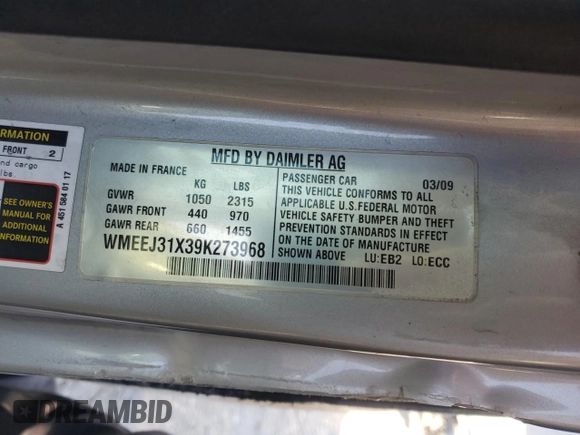 RMATION
FRONT 2
nd cargo
lbs.
SEE OWNER'S
MANUAL FOR
ADDITIONAL
INFORMATION
A 451 584 01 17
MFD BY DAIMLER AG
MADE IN FRANCE
KG LBS
GVWR 1050 2315
GAWR FRONT 440 970
GAWR REAR 660 1455
WMEEJ31X39K273968
PASSENGER CAR 03/09
THIS VEHICLE CONFORMS TO ALL
APPLICABLE U.S.FEDERAL MOTOR
VEHICLE SAFETY BUMPER AND THEFT
PREVENTION STANDARDS IN EFFECT
ON THE DATE OF MANUFACTURE
SHOWN ABOVE LU:EB2 LO:ECC
DREAMBID